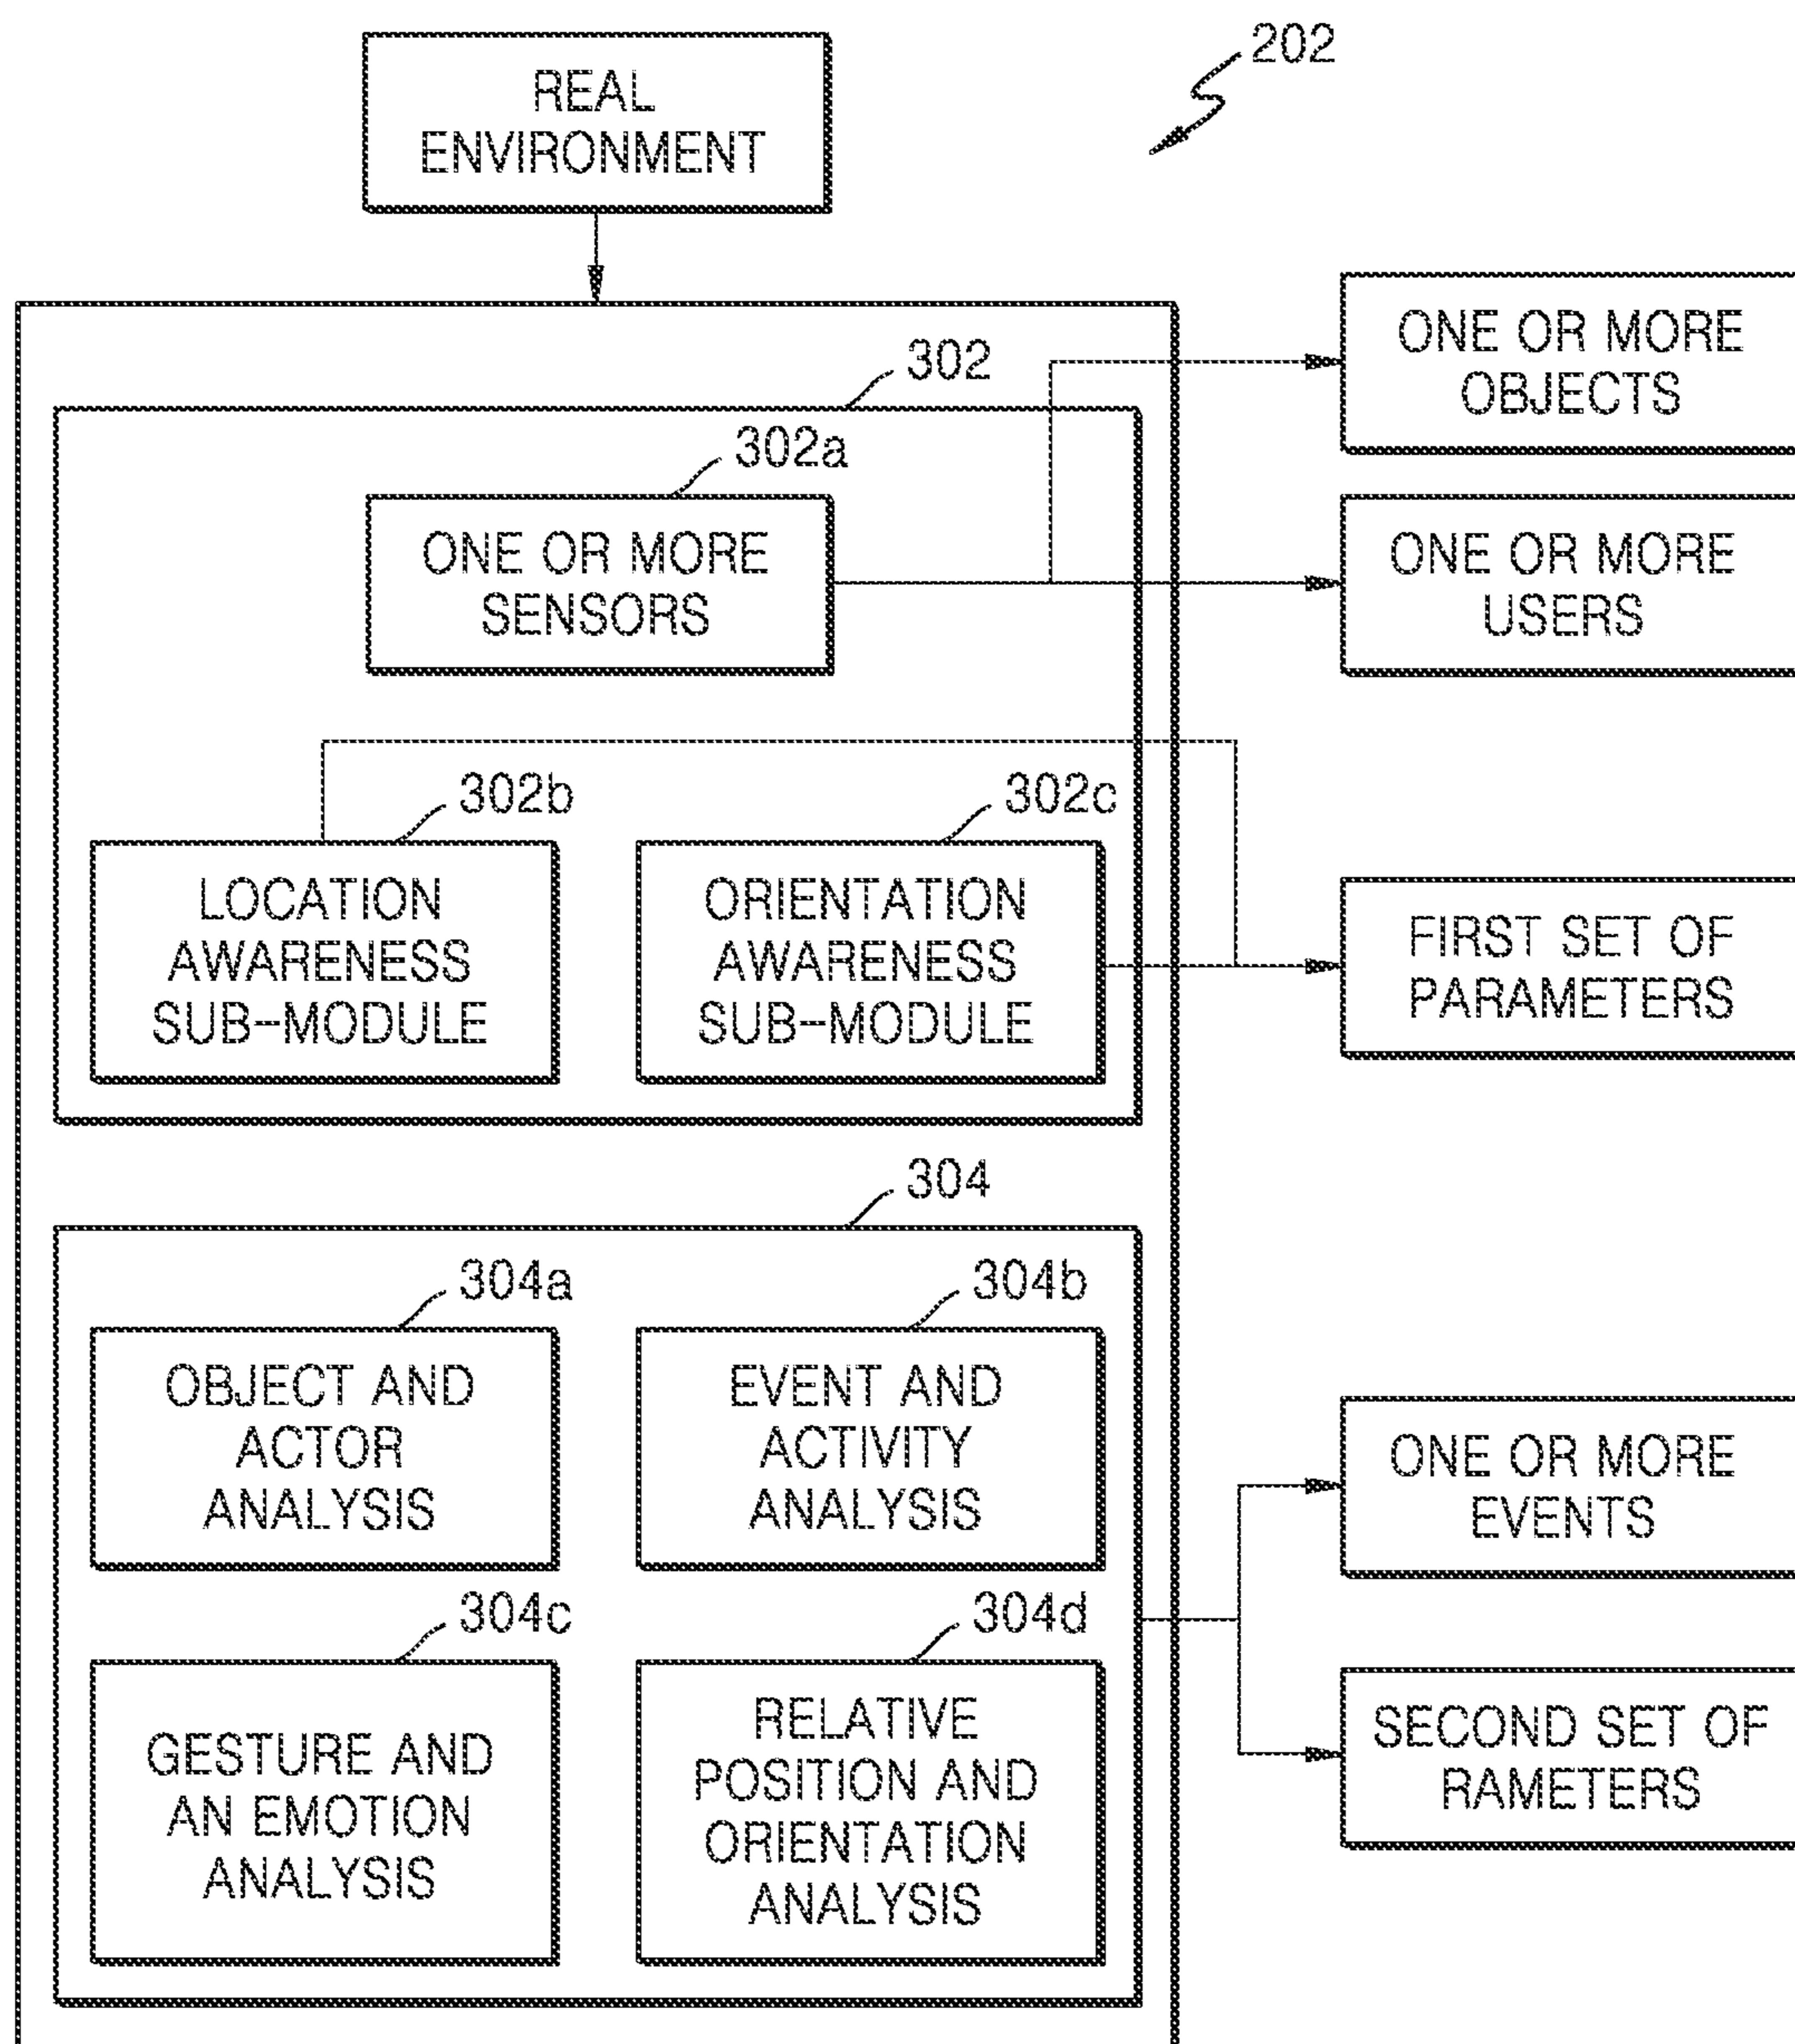 202
REAL
ENVIRONMENT
302
ONE OR MORE
OBJECTS
302a
ONE OR MORE
SENSORS
ONE OR MORE
USERS
302b
302c
LOCATION
AWARENESS
SUB-MODULE
ORIENTATION
AWARENESS
SUB-MODULE
FIRST SET OF
PARAMETERS
304
304a
304b
OBJECT AND
ACTOR
ANALYSIS
EVENT AND
ACTIVITY
ANALYSIS
ONE OR MORE
EVENTS
304c
304d
GESTURE AND
AN EMOTION
ANALYSIS
RELATIVE
POSITION AND
ORIENTATION
ANALYSIS
SECOND SET OF
RAMETERS